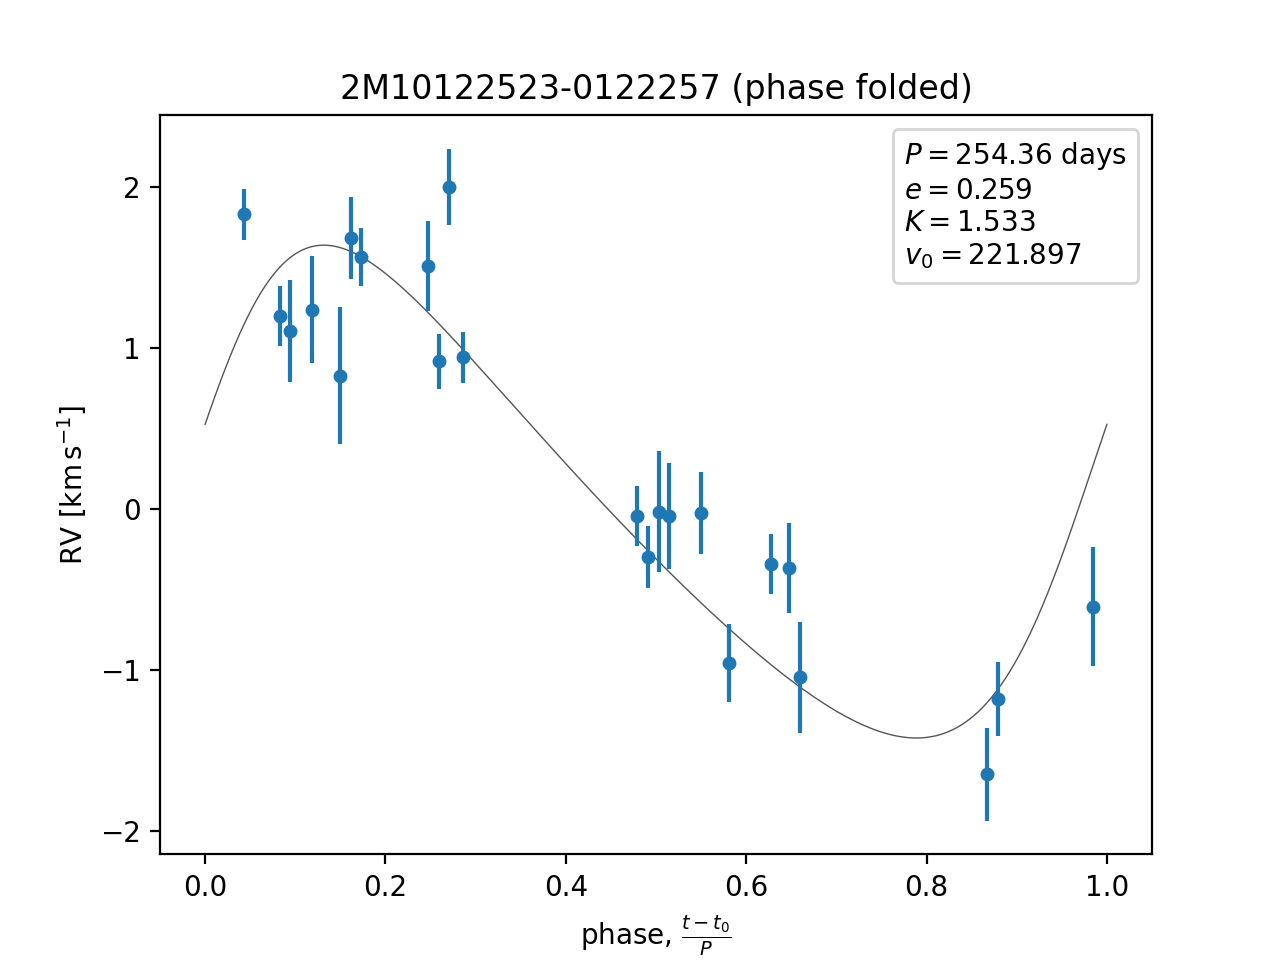 2M10122523-0122257 (phase folded)
P = 254.36 days
e = 0.259
K = 1.533
v₀ = 221.897
2
1
0
−1
−2
RV [km s⁻¹]
0.0 0.2 0.4 0.6 0.8 1.0
phase, (t − t₀)/P